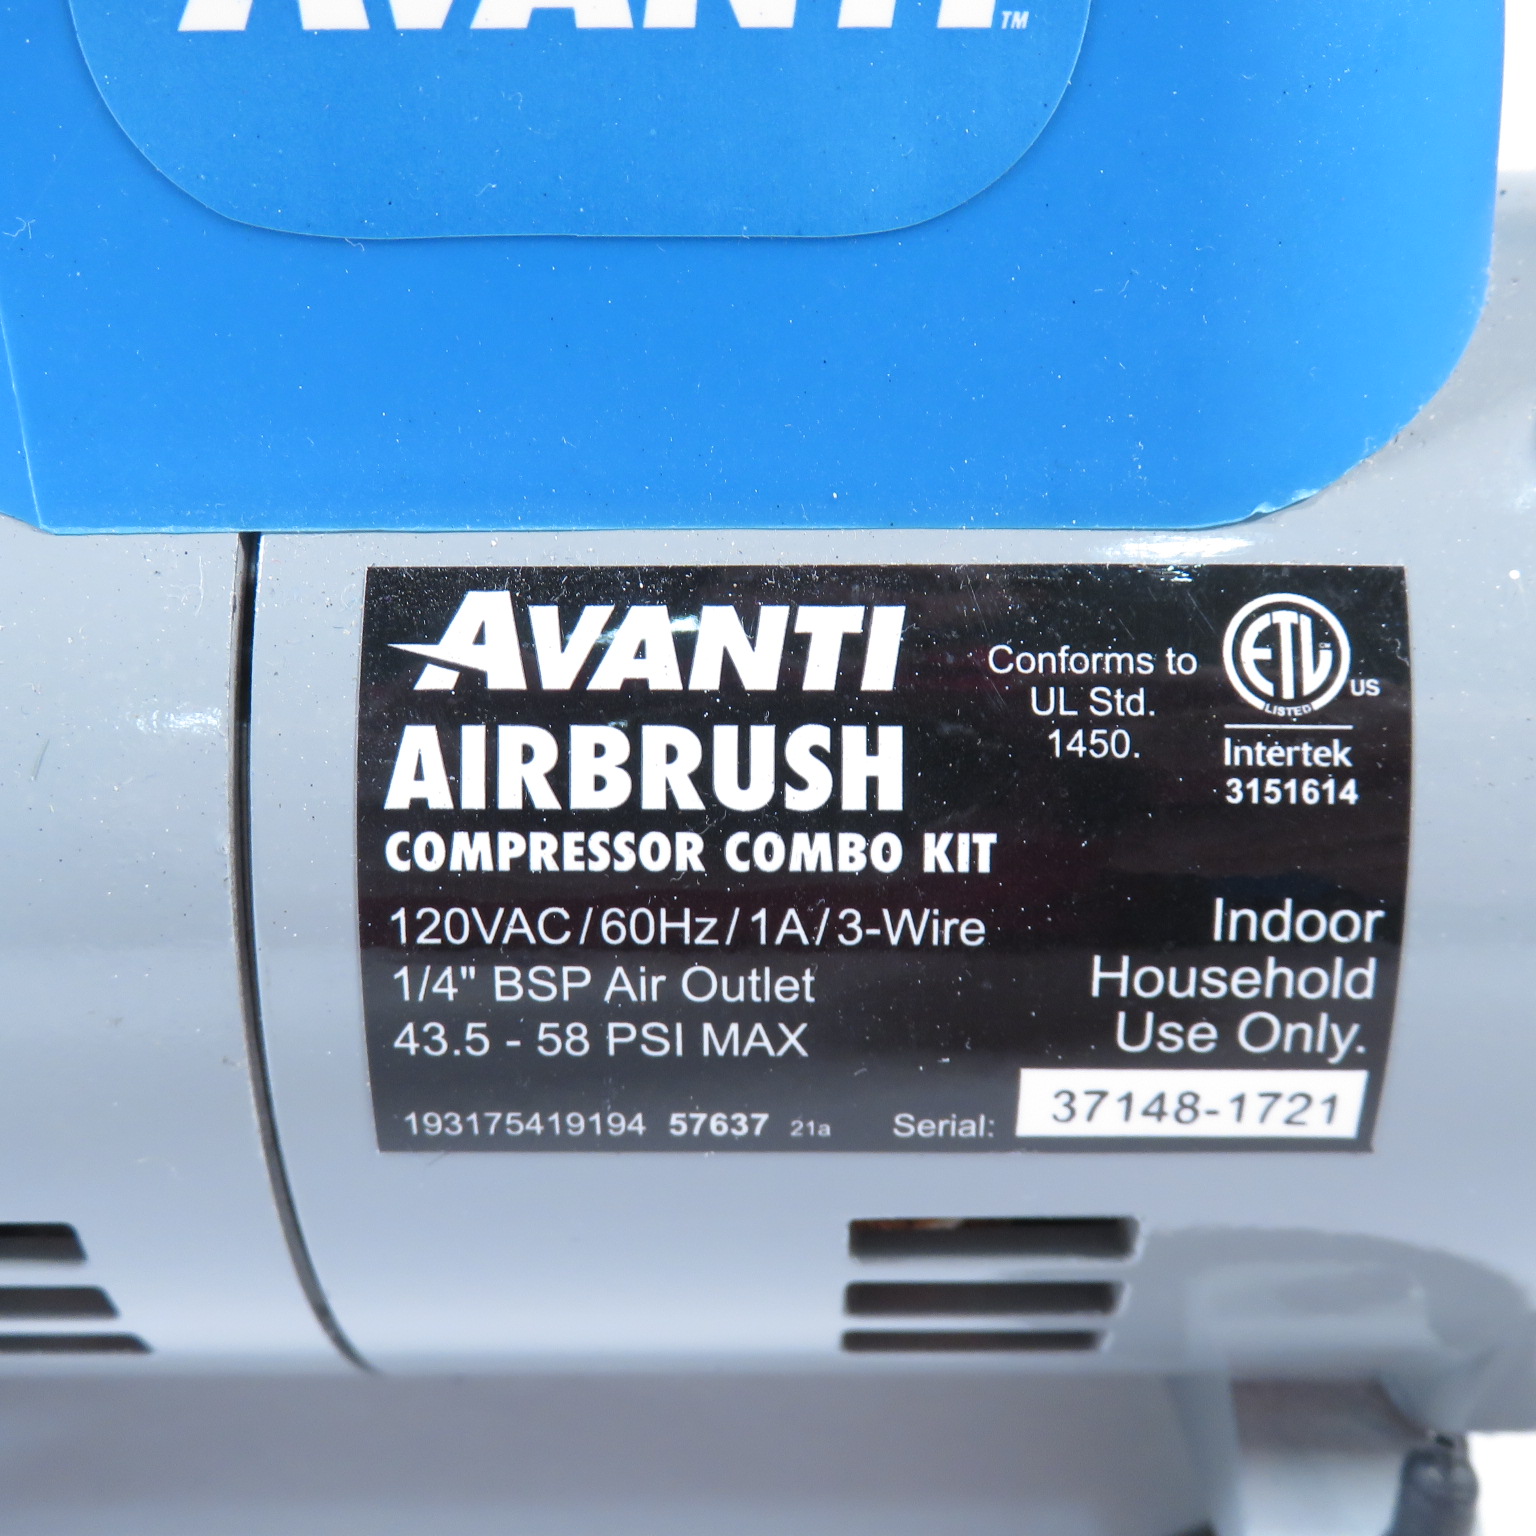 AVANTI™
AVANTI
AIRBRUSH
COMPRESSOR COMBO KIT
120VAC/60Hz/1A/3-Wire
1/4" BSP Air Outlet
43.5 - 58 PSI MAX
193175419194 57637 21a
Conforms to
UL Std.
1450.
ETL
LISTED
US
Intertek
3151614
Indoor
Household
Use Only.
Serial: 37148-1721